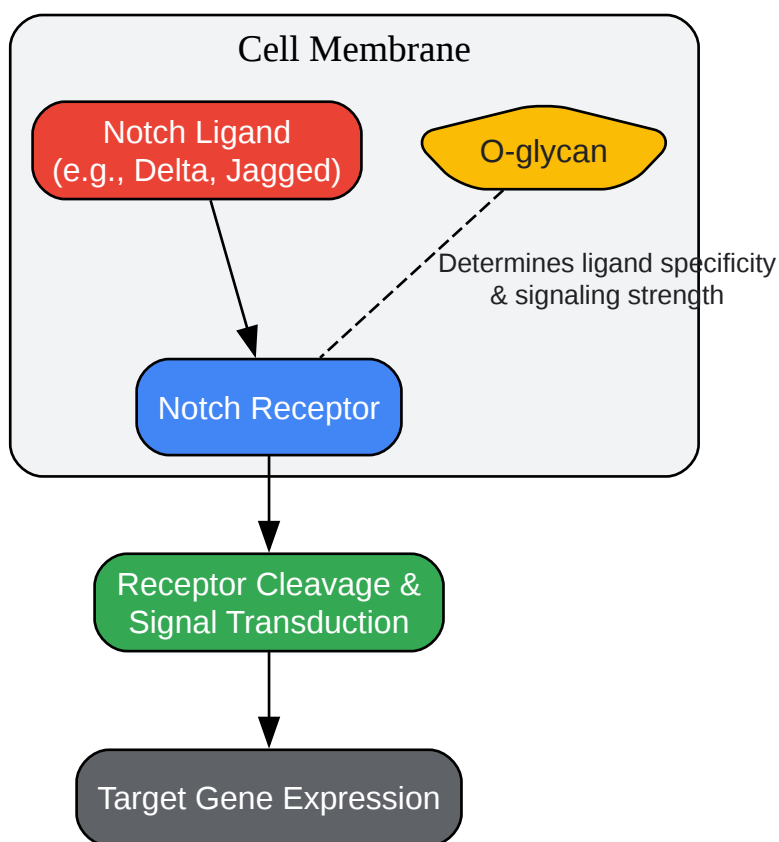 Cell Membrane
Notch Ligand
(e.g., Delta, Jagged)
O-glycan
Determines ligand specificity
& signaling strength
Notch Receptor
Receptor Cleavage &
Signal Transduction
Target Gene Expression